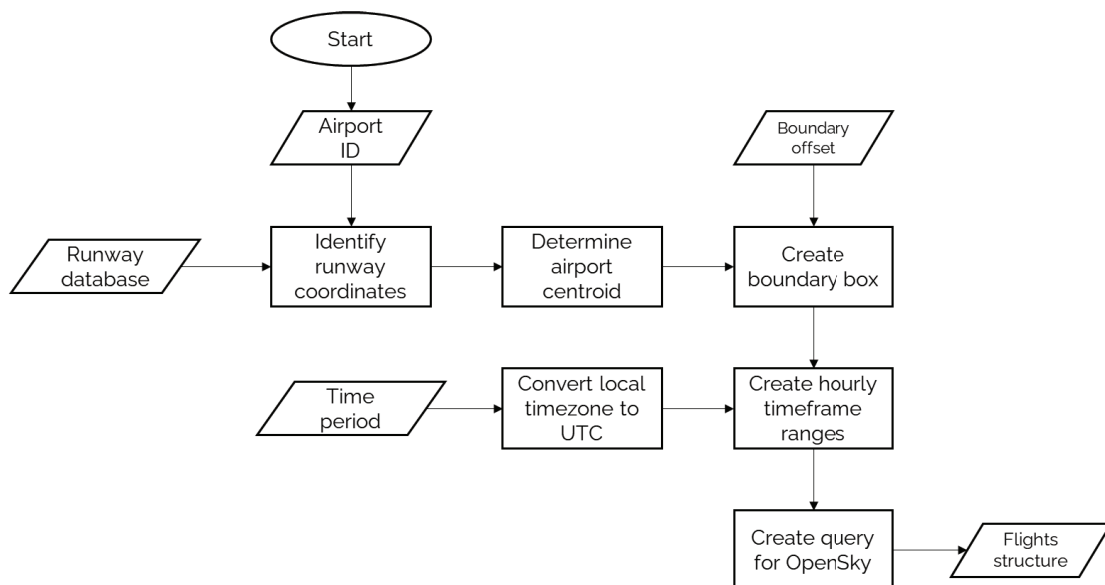 Start
Airport
ID
Boundary
offset
Runway
database
Identify
runway
coordinates
Determine
airport
centroid
Create
boundary box
Time
period
Convert local
timezone to
UTC
Create hourly
timeframe
ranges
Create query
for OpenSky
Flights
structure